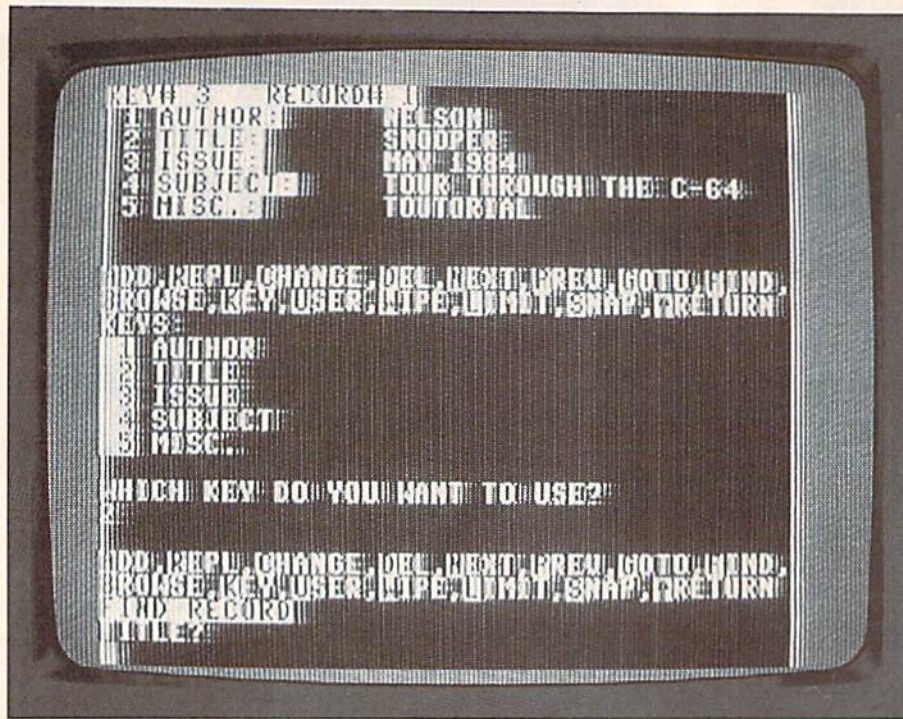 KEY# 3 RECORD# 1
1 AUTHOR: NELSON
2 TITLE: SNOOPER
3 ISSUE: MAY 1984
4 SUBJECT: TOUR THROUGH THE C-64
5 MISC.: TOUTORIAL
ADD,REPL,CHANGE,DEL,NEXT,PREV,GOTO,FIND,
BROWSE,KEY,USER,WIPE,LIMIT,SNAP,^RETURN
KEYS:
1 AUTHOR
2 TITLE
3 ISSUE
4 SUBJECT
5 MISC.
WHICH KEY DO YOU WANT TO USE?
2
ADD,REPL,CHANGE,DEL,NEXT,PREV,GOTO,FIND,
BROWSE,KEY,USER,WIPE,LIMIT,SNAP,^RETURN
FIND RECORD
TITLE?